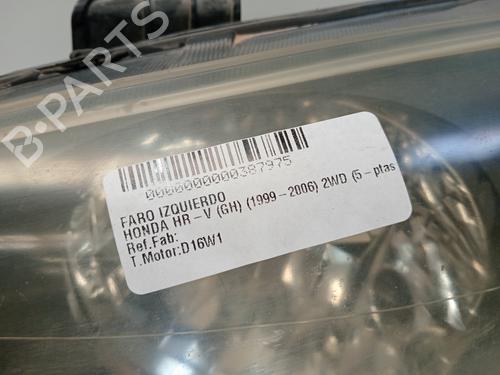 B-PARTS
0000000000387975
FARO IZQUIERDO
HONDA HR-V (GH) (1999-2006) 2WD (5-ptas
Ref.Fab:
T.Motor:D16W1